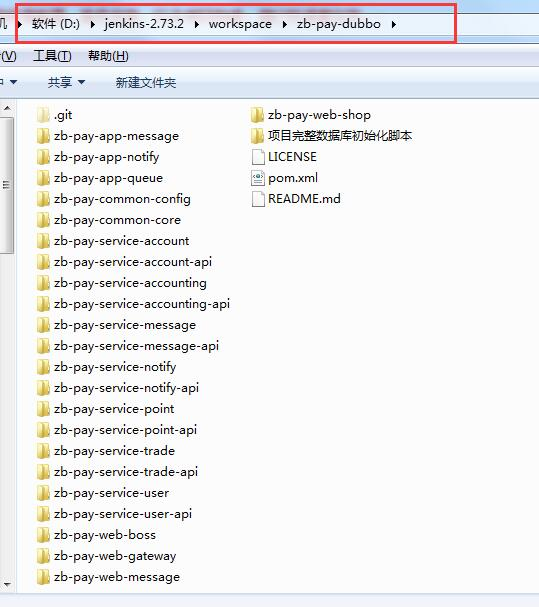 机 ▸ 软件 (D:) ▸ jenkins-2.73.2 ▸ workspace ▸ zb-pay-dubbo ▸
(V) 工具(T) 帮助(H)
中 ▾ 共享 ▾ 新建文件夹
.git
zb-pay-app-message
zb-pay-app-notify
zb-pay-app-queue
zb-pay-common-config
zb-pay-common-core
zb-pay-service-account
zb-pay-service-account-api
zb-pay-service-accounting
zb-pay-service-accounting-api
zb-pay-service-message
zb-pay-service-message-api
zb-pay-service-notify
zb-pay-service-notify-api
zb-pay-service-point
zb-pay-service-point-api
zb-pay-service-trade
zb-pay-service-trade-api
zb-pay-service-user
zb-pay-service-user-api
zb-pay-web-boss
zb-pay-web-gateway
zb-pay-web-message
zb-pay-web-shop
项目完整数据库初始化脚本
LICENSE
pom.xml
README.md